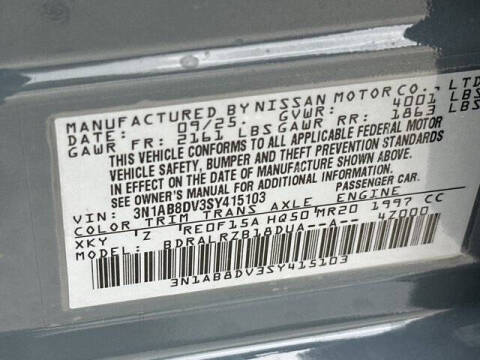 MANUFACTURED BY NISSAN MOTOR CO., LTD.
DATE: 09/25. GVWR: 4001 LBS
GAWR FR: 2161 LBS GAWR RR: 1863 LBS
THIS VEHICLE CONFORMS TO ALL APPLICABLE FEDERAL MOTOR
VEHICLE SAFETY, BUMPER AND THEFT PREVENTION STANDARDS
IN EFFECT ON THE DATE OF MANUFACTURE SHOWN ABOVE.
SEE OWNER'S MANUAL FOR ADDITIONAL INFORMATION.
VIN: 3N1AB8DV3SY415103 PASSENGER CAR.
COLOR TRIM TRANS AXLE ENGINE
XKY 'Z RE0F15A HQ50 MR20 1997 CC
BDRALRZB18DUA--A-- 47000
3N1AB8DV3SY415103